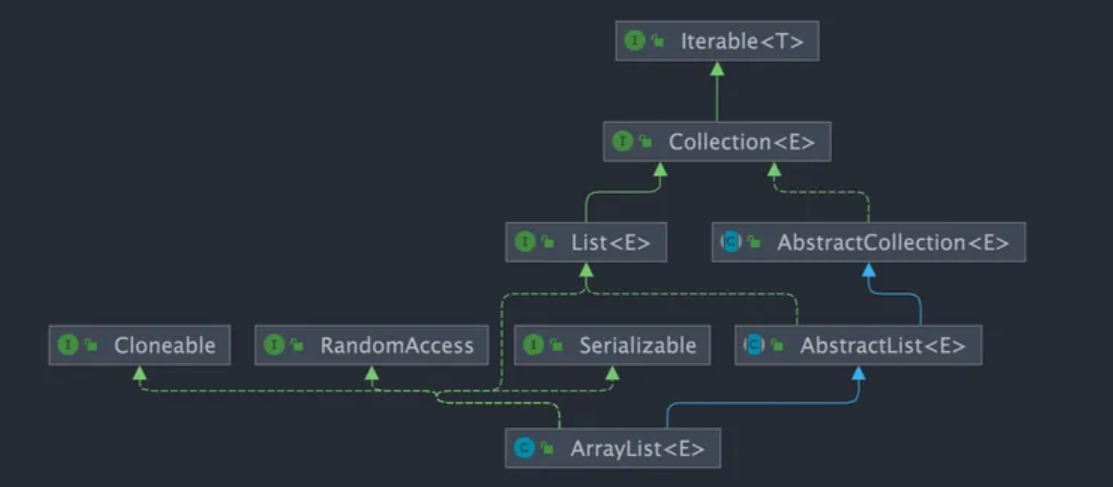 I Iterable<T>
I Collection<E>
I List<E>
C AbstractCollection<E>
I Cloneable
I RandomAccess
I Serializable
C AbstractList<E>
C ArrayList<E>